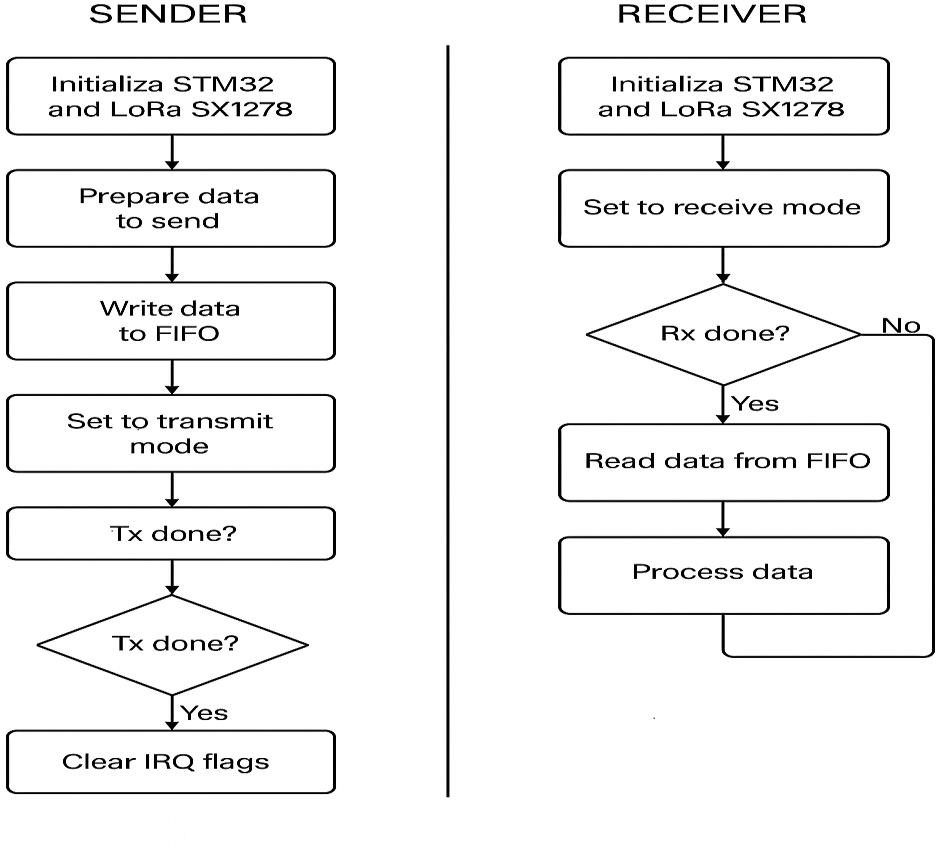 SENDER
Initializa STM32
and LoRa SX1278
Prepare data
to send
Write data
to FIFO
Set to transmit
mode
Tx done?
Tx done?
Yes
Clear IRQ flags
RECEIVER
Initializa STM32
and LoRa SX1278
Set to receive mode
Rx done?
No
Yes
Read data from FIFO
Process data